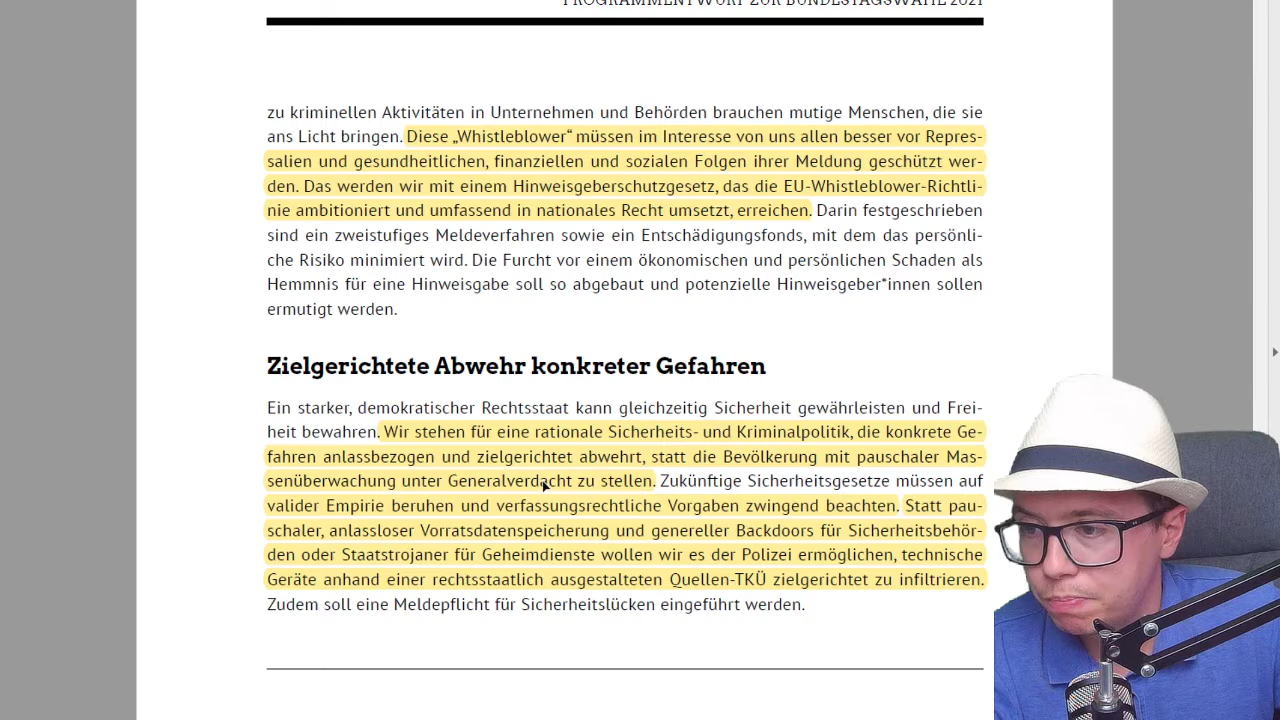 PROGRAMMENTWURF ZUR BUNDESTAGSWAHL 2021
zu kriminellen Aktivitäten in Unternehmen und Behörden brauchen mutige Menschen, die sie
ans Licht bringen. Diese „Whistleblower“ müssen im Interesse von uns allen besser vor Repres-
salien und gesundheitlichen, finanziellen und sozialen Folgen ihrer Meldung geschützt wer-
den. Das werden wir mit einem Hinweisgeberschutzgesetz, das die EU-Whistleblower-Richtli-
nie ambitioniert und umfassend in nationales Recht umsetzt, erreichen. Darin festgeschrieben
sind ein zweistufiges Meldeverfahren sowie ein Entschädigungsfonds, mit dem das persönli-
che Risiko minimiert wird. Die Furcht vor einem ökonomischen und persönlichen Schaden als
Hemmnis für eine Hinweisgabe soll so abgebaut und potenzielle Hinweisgeber*innen sollen
ermutigt werden.
Zielgerichtete Abwehr konkreter Gefahren
Ein starker, demokratischer Rechtsstaat kann gleichzeitig Sicherheit gewährleisten und Frei-
heit bewahren. Wir stehen für eine rationale Sicherheits- und Kriminalpolitik, die konkrete Ge-
fahren anlassbezogen und zielgerichtet abwehrt, statt die Bevölkerung mit pauschaler Mas-
senüberwachung unter Generalverdacht zu stellen. Zukünftige Sicherheitsgesetze müssen auf
valider Empirie beruhen und verfassungsrechtliche Vorgaben zwingend beachten. Statt pau-
schaler, anlassloser Vorratsdatenspeicherung und genereller Backdoors für Sicherheitsbehör-
den oder Staatstrojaner für Geheimdienste wollen wir es der Polizei ermöglichen, technische
Geräte anhand einer rechtsstaatlich ausgestalteten Quellen-TKÜ zielgerichtet zu infiltrieren.
Zudem soll eine Meldepflicht für Sicherheitslücken eingeführt werden.